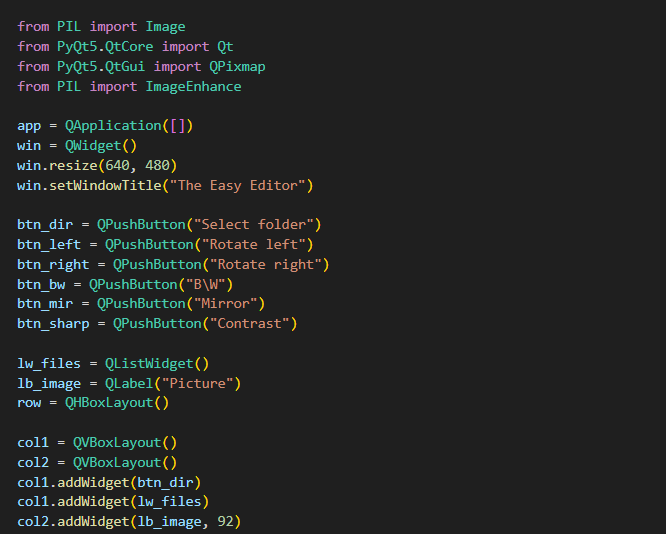 from PIL import Image
from PyQt5.QtCore import Qt
from PyQt5.QtGui import QPixmap
from PIL import ImageEnhance
app = QApplication([])
win = QWidget()
win.resize(640, 480)
win.setWindowTitle("The Easy Editor")
btn_dir = QPushButton("Select folder")
btn_left = QPushButton("Rotate left")
btn_right = QPushButton("Rotate right")
btn_bw = QPushButton("B\W")
btn_mir = QPushButton("Mirror")
btn_sharp = QPushButton("Contrast")
lw_files = QListWidget()
lb_image = QLabel("Picture")
row = QHBoxLayout()
col1 = QVBoxLayout()
col2 = QVBoxLayout()
col1.addWidget(btn_dir)
col1.addWidget(lw_files)
col2.addWidget(lb_image, 92)